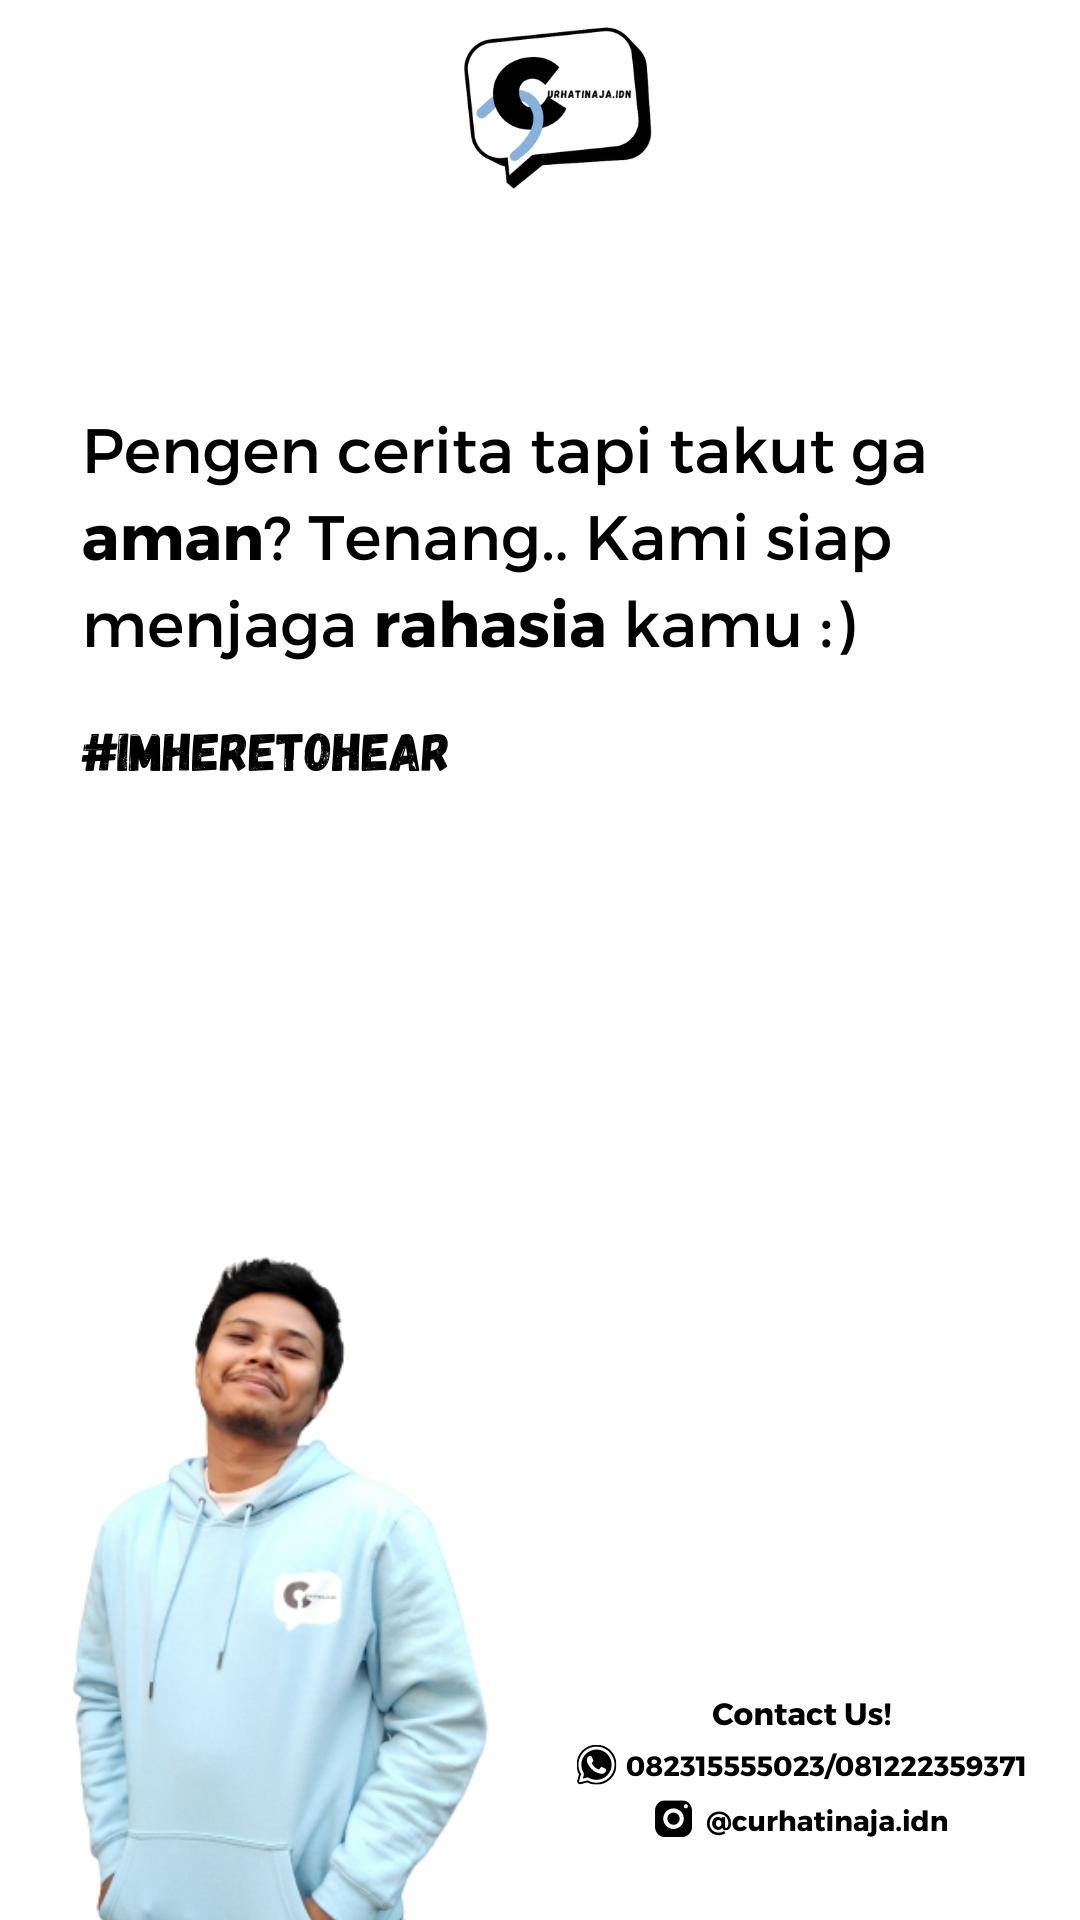 URHATINAJA.IDN
Pengen cerita tapi takut ga
aman? Tenang.. Kami siap
menjaga rahasia kamu :)
#IMHERETOHEAR
Contact Us!
082315555023/081222359371
@curhatinaja.idn